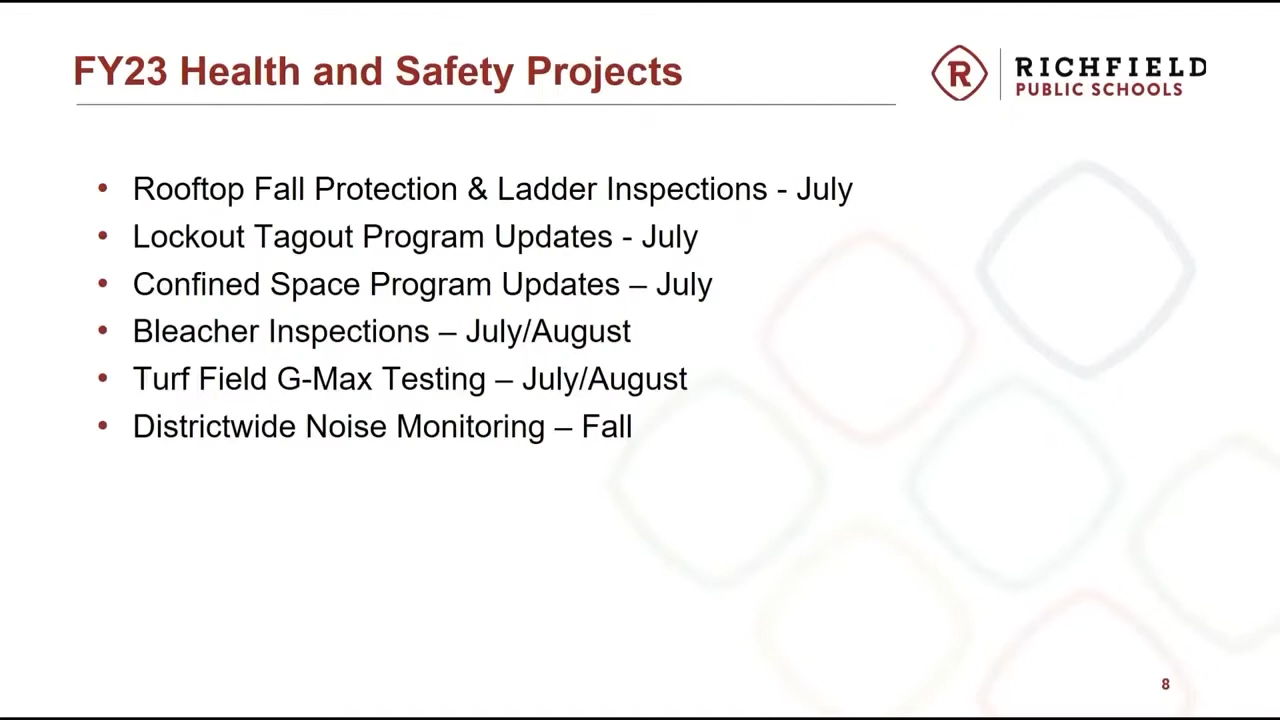 FY23 Health and Safety Projects
R
RICHFIELD
PUBLIC SCHOOLS
• Rooftop Fall Protection & Ladder Inspections - July
• Lockout Tagout Program Updates - July
• Confined Space Program Updates – July
• Bleacher Inspections – July/August
• Turf Field G-Max Testing – July/August
• Districtwide Noise Monitoring – Fall
8